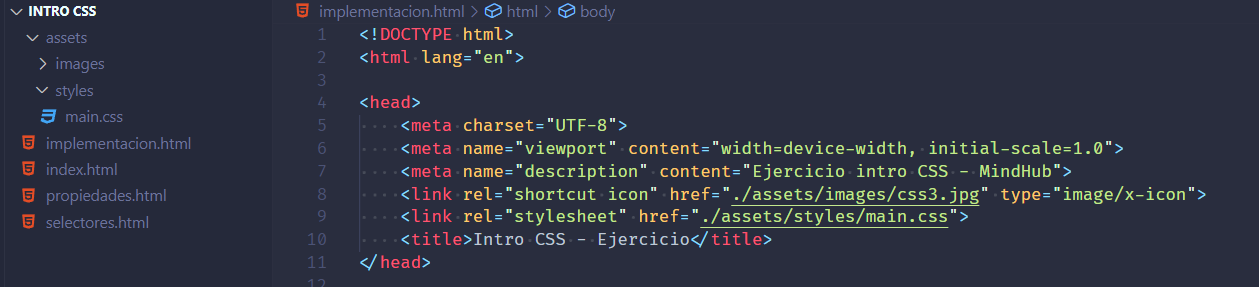 INTRO CSS
assets
images
styles
main.css
implementacion.html
index.html
propiedades.html
selectores.html
implementacion.html > html > body
1 <!DOCTYPE html>
2 <html lang="en">
3
4 <head>
5 <meta charset="UTF-8">
6 <meta name="viewport" content="width=device-width, initial-scale=1.0">
7 <meta name="description" content="Ejercicio intro CSS - MindHub">
8 <link rel="shortcut icon" href="./assets/images/css3.jpg" type="image/x-icon">
9 <link rel="stylesheet" href="./assets/styles/main.css">
10 <title>Intro CSS - Ejercicio</title>
11 </head>
12